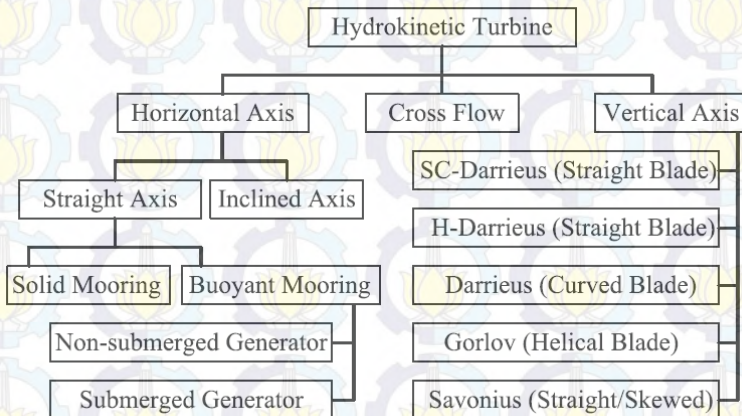 Hydrokinetic Turbine
Horizontal Axis
Cross Flow
Vertical Axis
SC-Darrieus (Straight Blade)
Straight Axis
Inclined Axis
H-Darrieus (Straight Blade)
Solid Mooring
Buoyant Mooring
Darrieus (Curved Blade)
Non-submerged Generator
Gorlov (Helical Blade)
Submerged Generator
Savonius (Straight/Skewed)